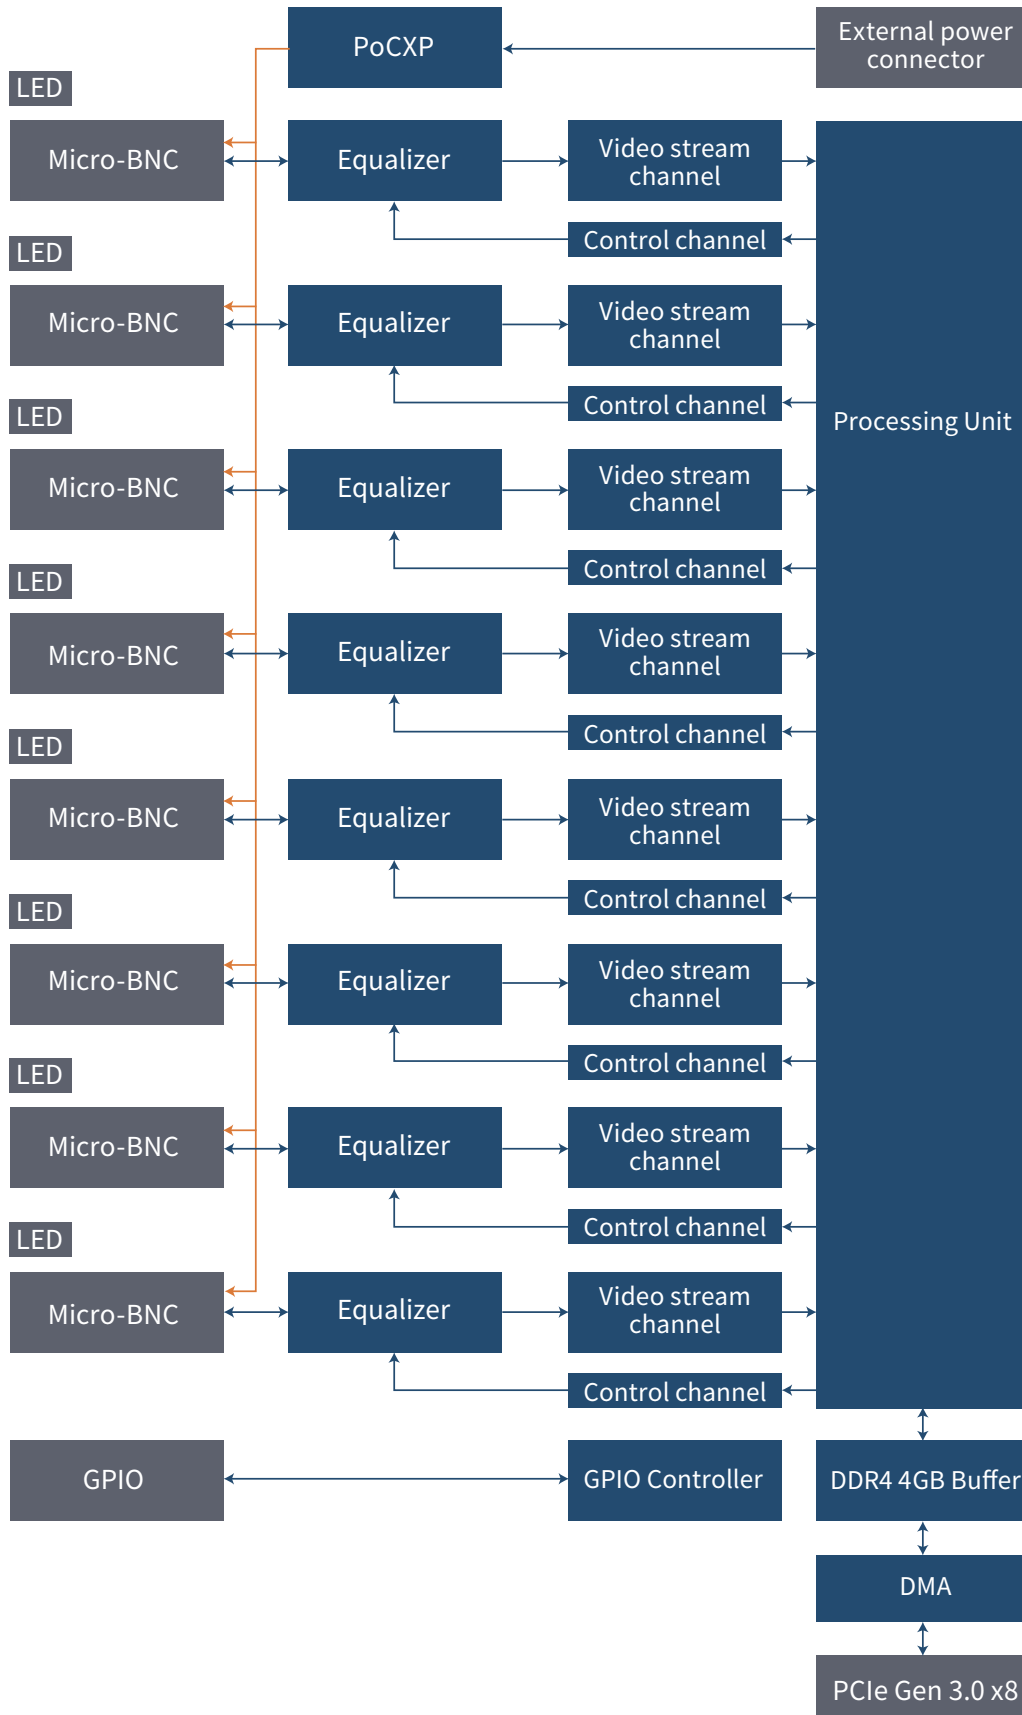 PoCXP
External power
connector
LED
Micro-BNC
Equalizer
Video stream
channel
Control channel
LED
Micro-BNC
Equalizer
Video stream
channel
Control channel
Processing Unit
LED
Micro-BNC
Equalizer
Video stream
channel
Control channel
LED
Micro-BNC
Equalizer
Video stream
channel
Control channel
LED
Micro-BNC
Equalizer
Video stream
channel
Control channel
LED
Micro-BNC
Equalizer
Video stream
channel
Control channel
LED
Micro-BNC
Equalizer
Video stream
channel
Control channel
LED
Micro-BNC
Equalizer
Video stream
channel
Control channel
GPIO
GPIO Controller
DDR4 4GB Buffer
DMA
PCIe Gen 3.0 x8